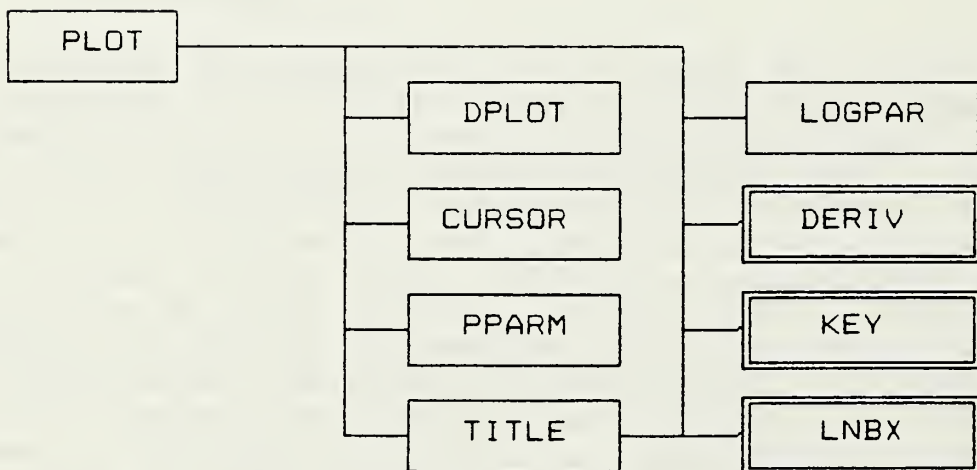 PLOT
DPLOT
LOGPAR
CURSOR
DERIV
PPARM
KEY
TITLE
LNBX